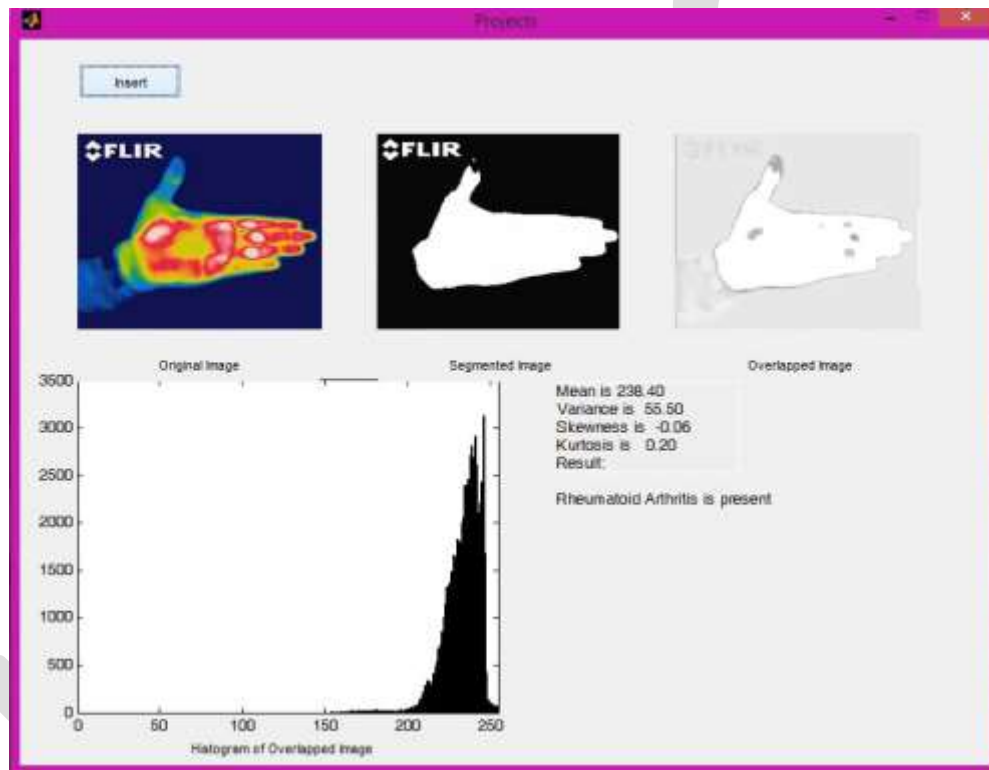 Projects
Insert
FLIR
FLIR
Original Image
Segmented Image
Overlapped Image
3500
3000
2500
2000
1500
1000
500
0
0 50 100 150 200 250
Histogram of Overlapped Image
Mean is 238.40
Variance is 55.50
Skewness is -0.06
Kurtosis is 0.20
Result:
Rheumatoid Arthritis is present